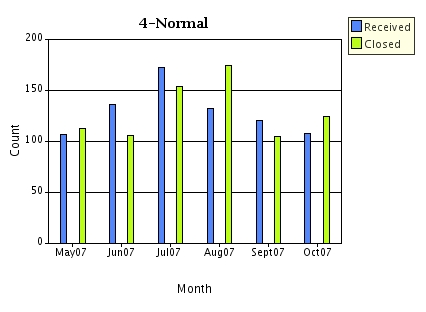 4-Normal
Received
Closed
200
150
100
50
0
Count
May07 Jun07 Jul07 Aug07 Sept07 Oct07
Month